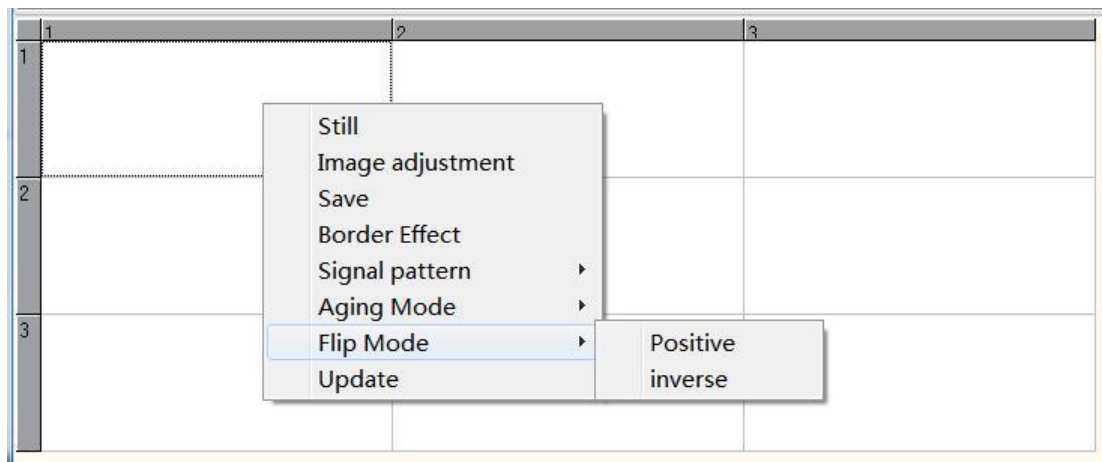 1 2 3
1
Still
Image adjustment
Save
2
Border Effect
Signal pattern
Aging Mode
3
Flip Mode
Positive
Update
inverse